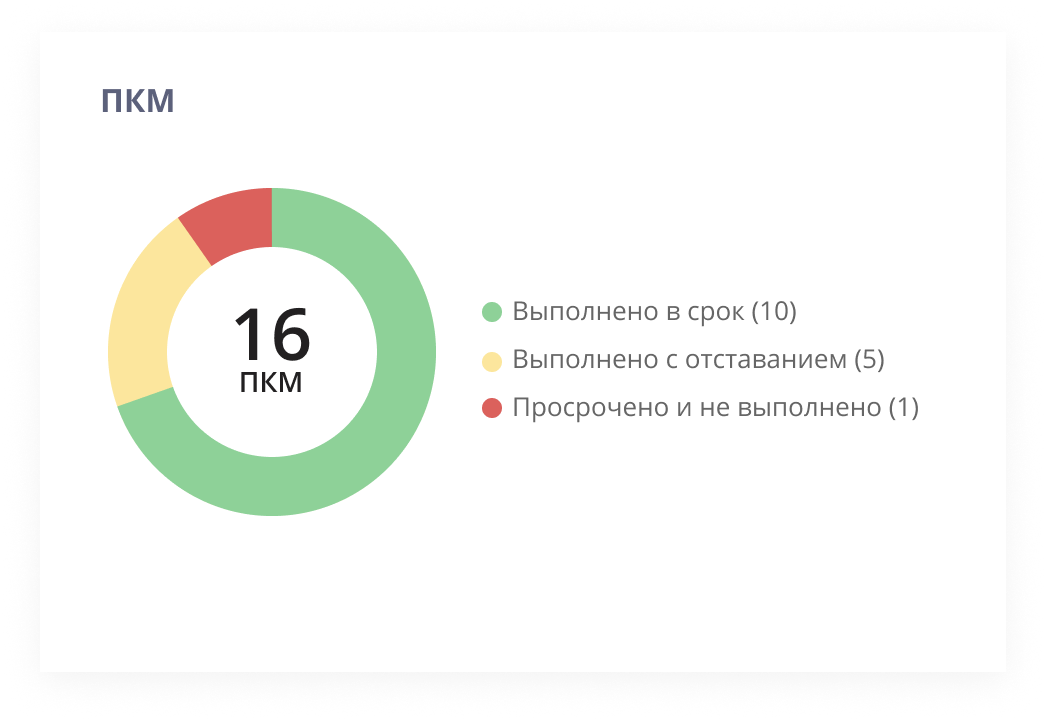 ПКМ
16
ПКМ
Выполнено в срок (10)
Выполнено с отставанием (5)
Просрочено и не выполнено (1)